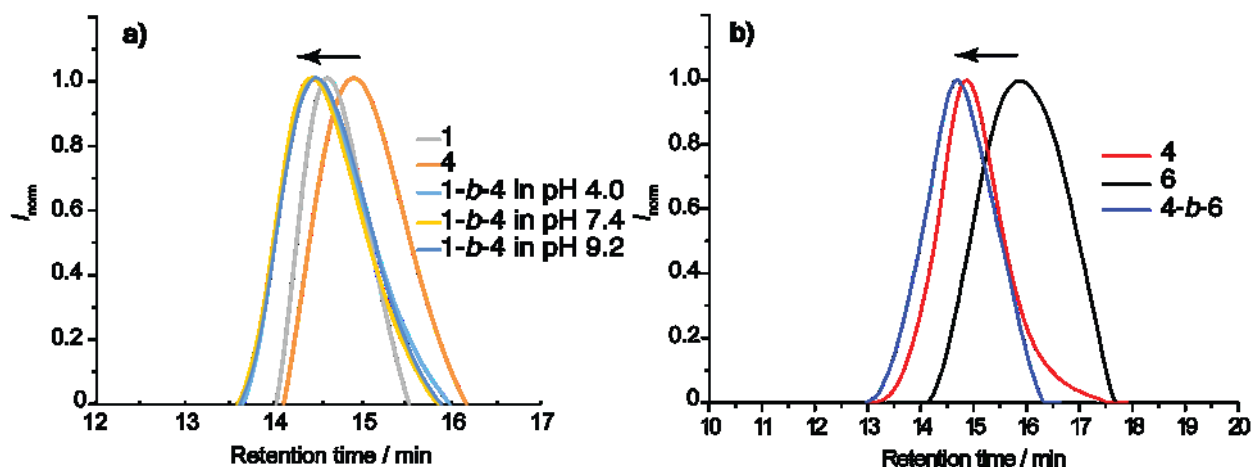 a)
I norm
1.0
0.8
0.6
0.4
0.2
0
12 13 14 15 16 17
Retention time / min
1
4
1-b-4 in pH 4.0
1-b-4 in pH 7.4
1-b-4 in pH 9.2
b)
I norm
1.0
0.8
0.6
0.4
0.2
0
10 11 12 13 14 15 16 17 18 19 20
Retention time / min
4
6
4-b-6